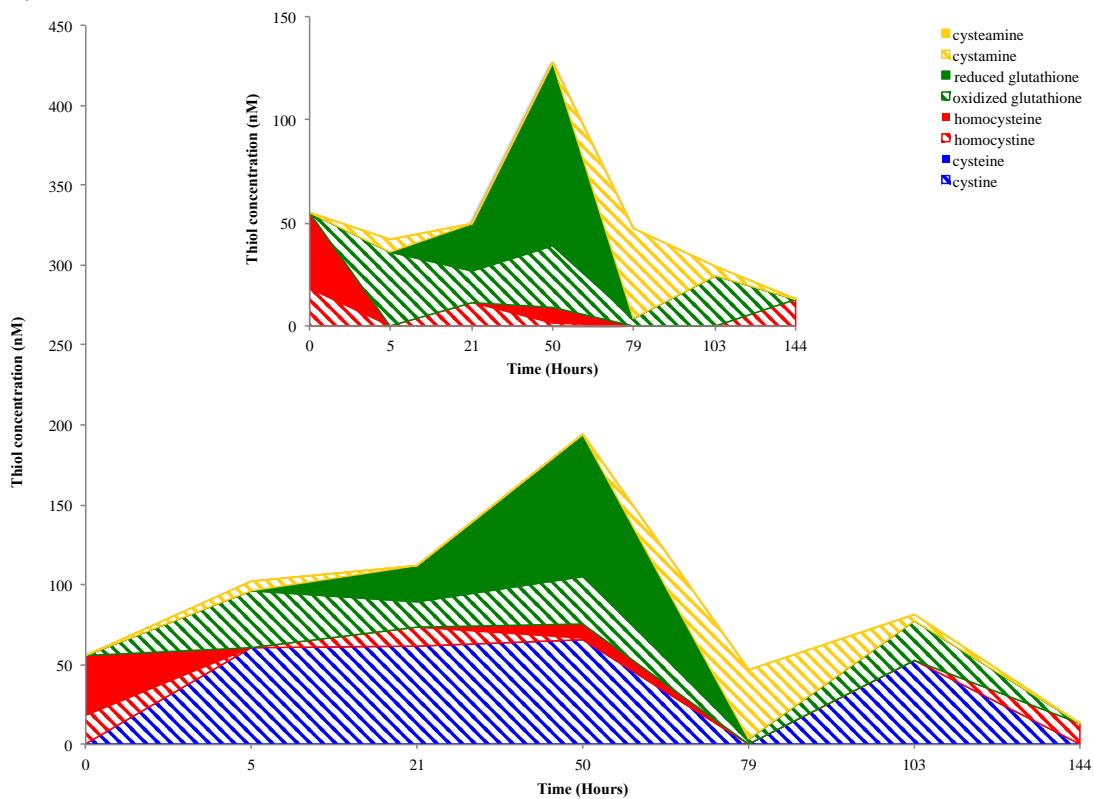 450
400
350
300
250
200
150
100
50
0
Thiol concentration (nM)
0 5 21 50 79 103 144
Time (Hours)
150
100
50
0
Thiol concentration (nM)
0 5 21 50 79 103 144
Time (Hours)
cysteamine
cystamine
reduced glutathione
oxidized glutathione
homocysteine
homocystine
cysteine
cystine